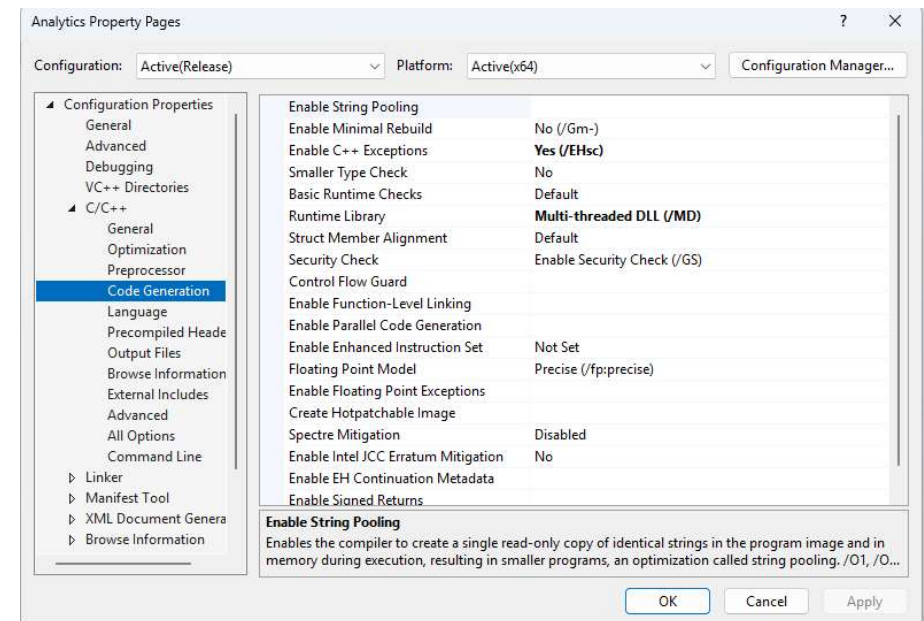 Analytics Property Pages
? ×
Configuration: Active(Release) Platform: Active(x64) Configuration Manager...
Configuration Properties
General
Advanced
Debugging
VC++ Directories
C/C++
General
Optimization
Preprocessor
Code Generation
Language
Precompiled Heade
Output Files
Browse Information
External Includes
Advanced
All Options
Command Line
Linker
Manifest Tool
XML Document Genera
Browse Information
Enable String Pooling
Enable Minimal Rebuild No (/Gm-)
Enable C++ Exceptions Yes (/EHsc)
Smaller Type Check No
Basic Runtime Checks Default
Runtime Library Multi-threaded DLL (/MD)
Struct Member Alignment Default
Security Check Enable Security Check (/GS)
Control Flow Guard
Enable Function-Level Linking
Enable Parallel Code Generation
Enable Enhanced Instruction Set Not Set
Floating Point Model Precise (/fp:precise)
Enable Floating Point Exceptions
Create Hotpatchable Image
Spectre Mitigation Disabled
Enable Intel JCC Erratum Mitigation No
Enable EH Continuation Metadata
Enable Signed Returns
Enable String Pooling
Enables the compiler to create a single read-only copy of identical strings in the program image and in
memory during execution, resulting in smaller programs, an optimization called string pooling. /O1, /O...
OK Cancel Apply